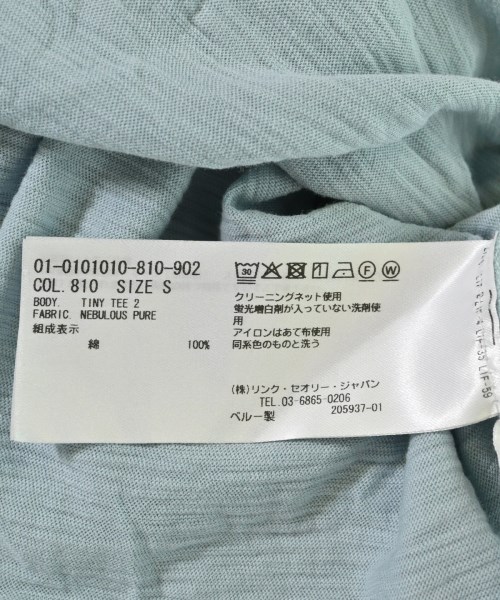 01-0101010-810-902
COL. 810 SIZE S
BODY. TINY TEE 2
FABRIC. NEBULOUS PURE
組成表示
綿 100%
30
F W
クリーニングネット使用
蛍光増白剤が入っていない洗剤使
用
アイロンはあて布使用
同系色のものと洗う
(株)リンク・セオリー・ジャパン
TEL.03-6865-0206
205937-01
ペルー製